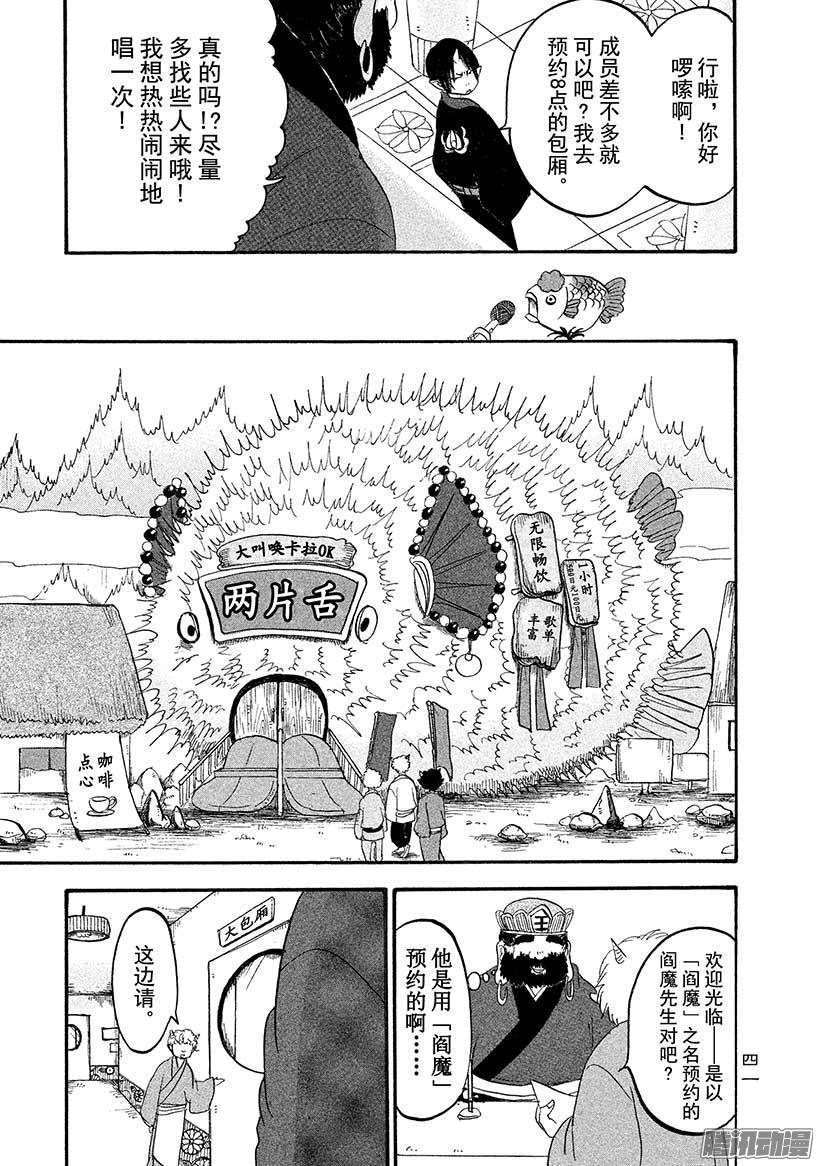 行啦，你好
啰嗦啊！
成员差不多就
可以吧？我去
预约8点的包厢。
真的吗!?尽量
多找些人来哦！
我想热热闹闹地
唱一次！
大叫唤卡拉OK
两片舌
无限畅饮
歌单
丰富
1小时
咖啡
点心
欢迎光临——是以
「阎魔」之名预约的
阎魔先生对吧？
他是用「阎魔」
预约的啊……
王
大包厢
这边请。
四一
腾讯动漫